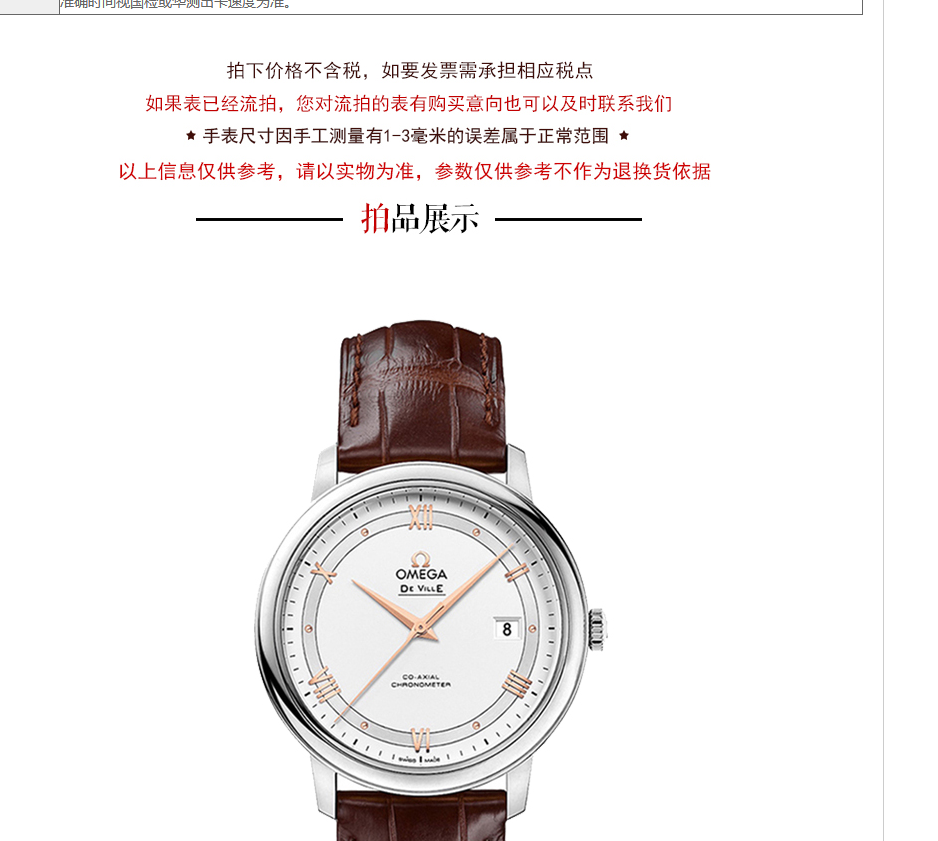 准确时间视国检或华测出卡速度为准。
拍下价格不含税，如要发票需承担相应税点
如果表已经流拍，您对流拍的表有购买意向也可以及时联系我们
★ 手表尺寸因手工测量有1-3毫米的误差属于正常范围 ★
以上信息仅供参考，请以实物为准，参数仅供参考不作为退换货依据
拍品展示
XII
X
II
OMEGA
DE VILLE
8
CO-AXIAL
CHRONOMETER
VIII
IIII
VI
SWISS MADE